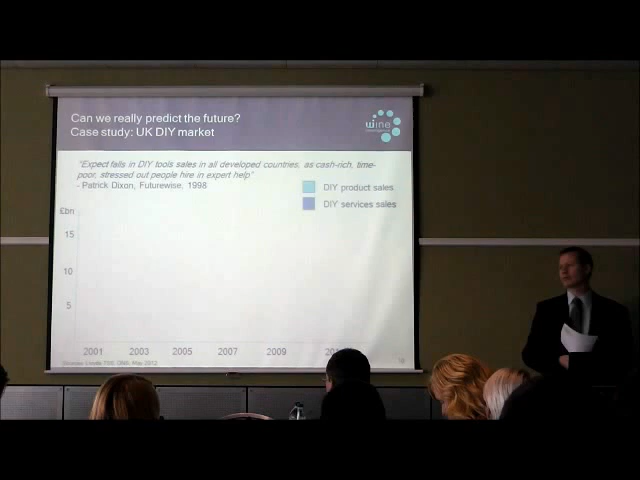 Can we really predict the future?
Case study: UK DIY market
wine
"Expect falls in DIY tools sales in all developed countries, as cash-rich, time-
poor, stressed out people hire in expert help"
- Patrick Dixon, Futurewise, 1998
DIY product sales
DIY services sales
£bn
15
10
5
2001 2003 2005 2007 2009